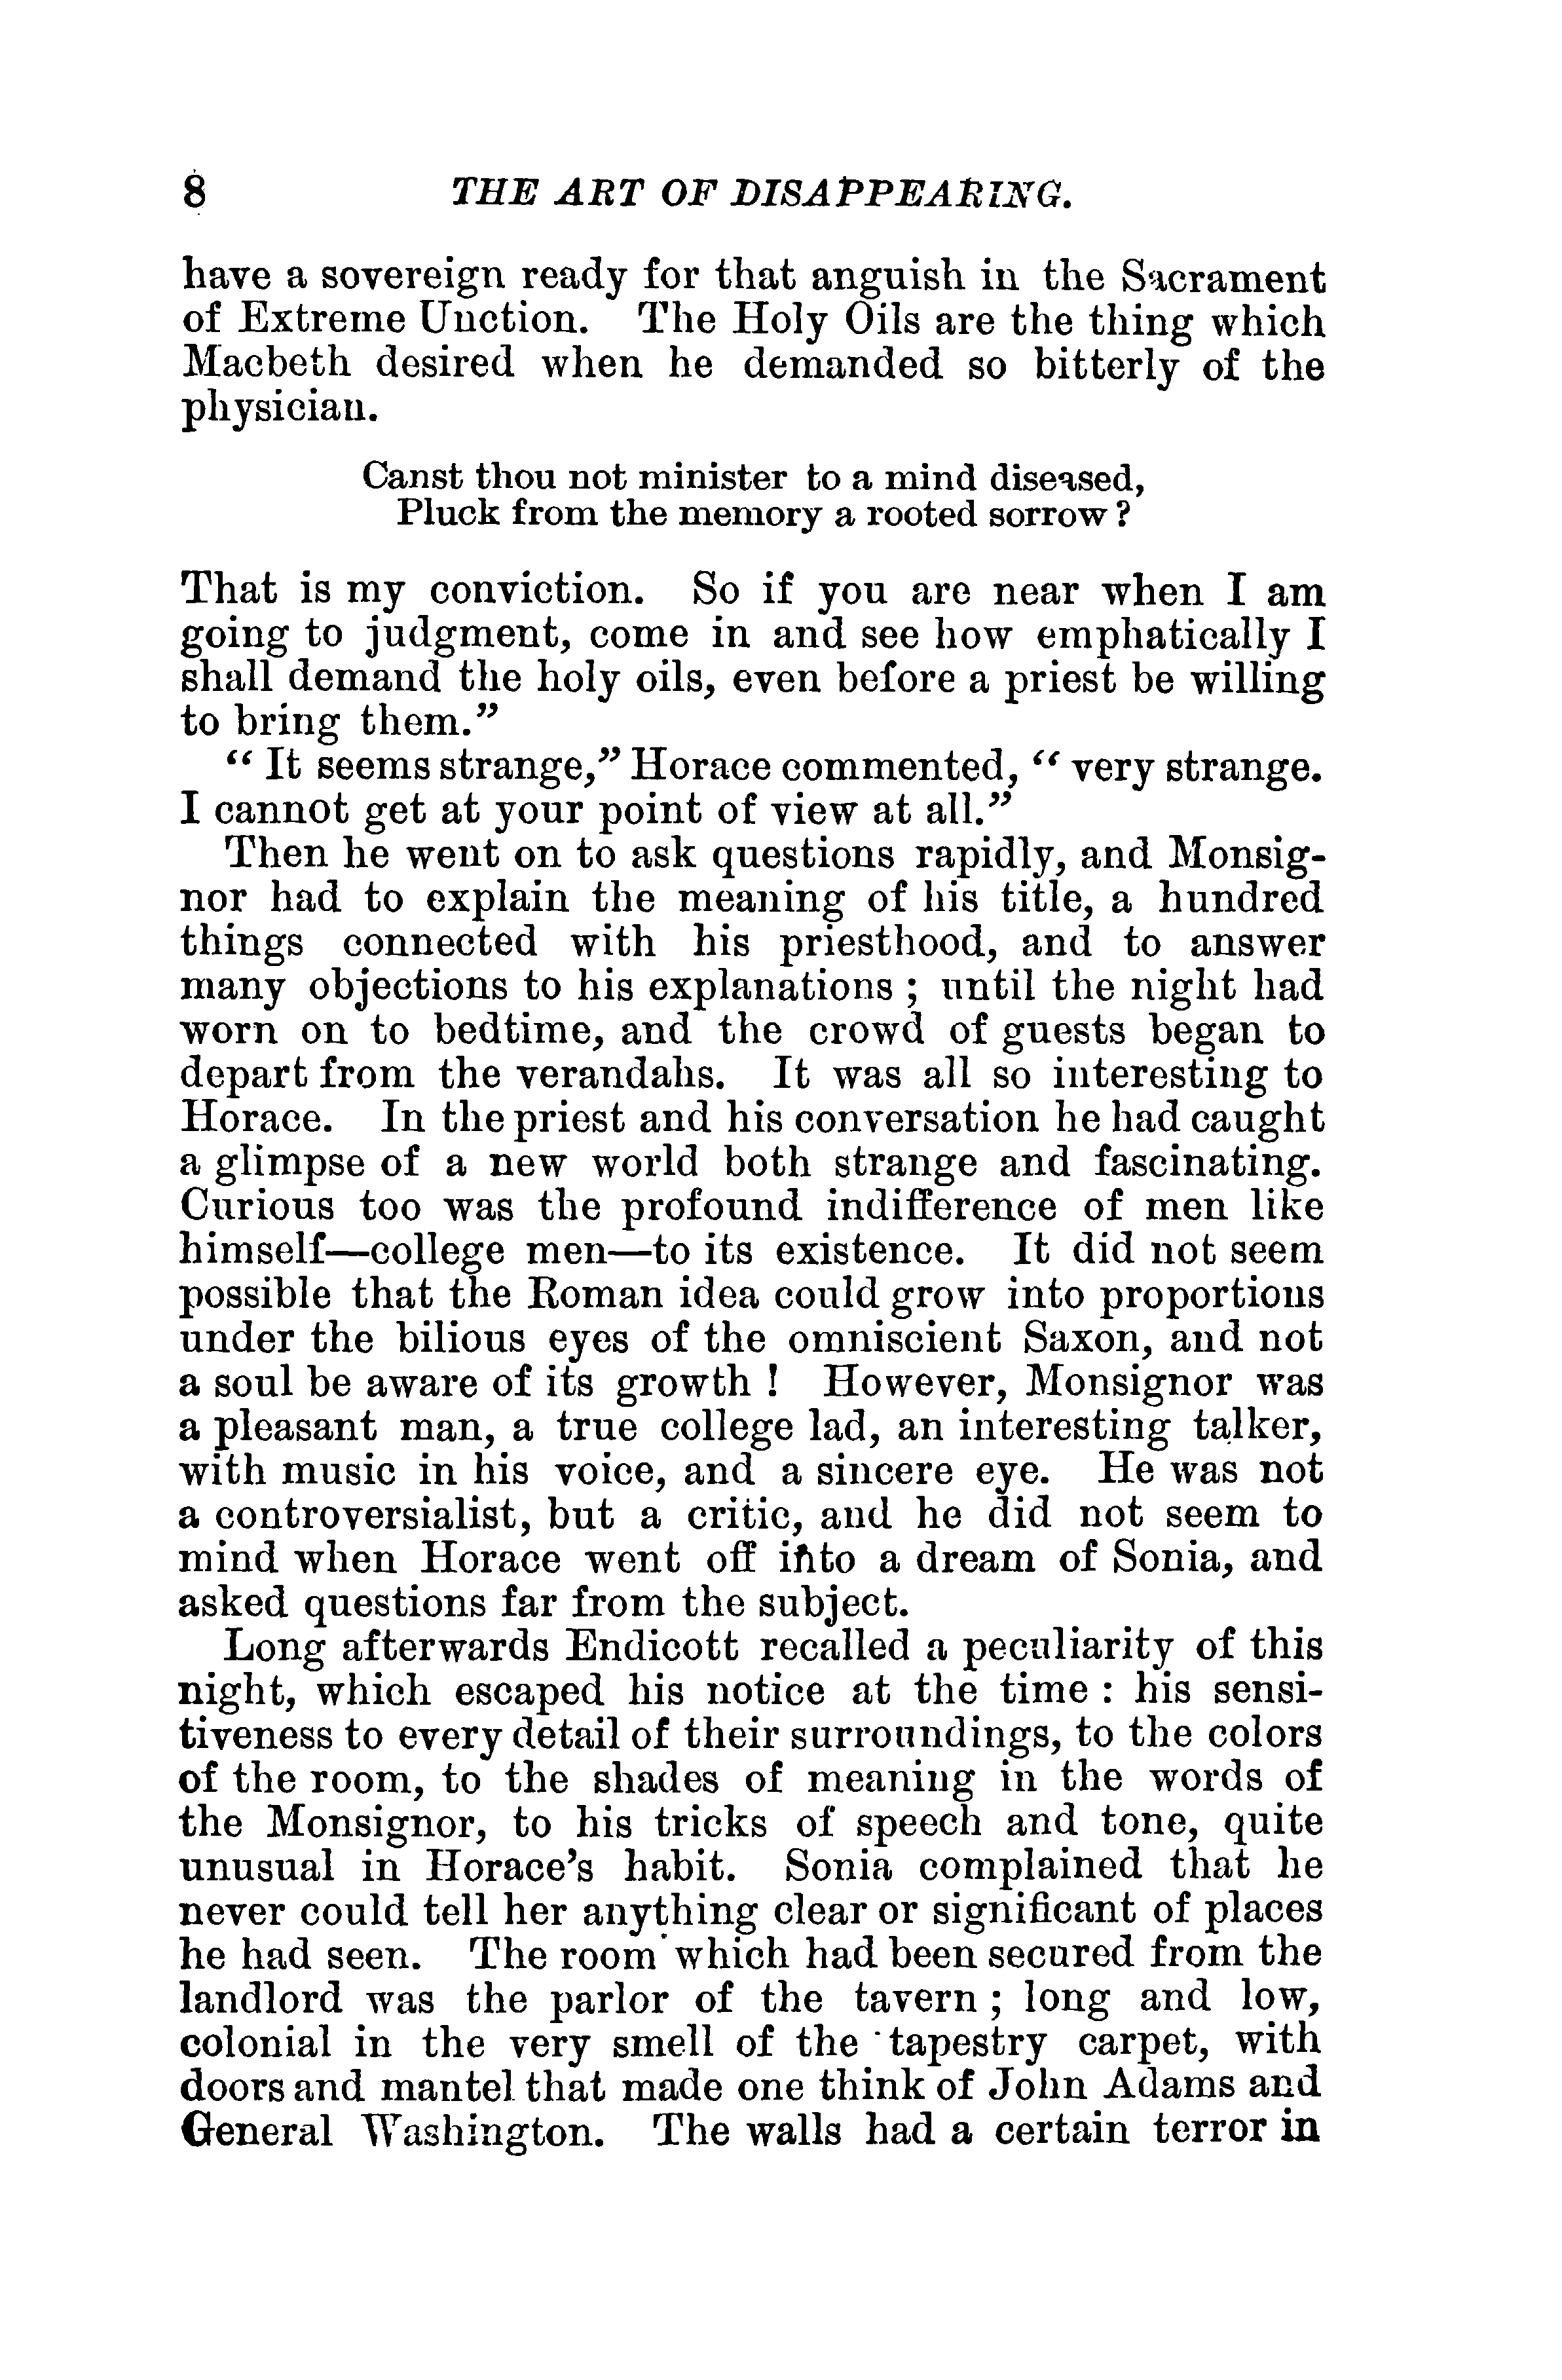 8 THE ART OF DISAPPEARING.
have a sovereign ready for that anguish in the Sacrament
of Extreme Unction. The Holy Oils are the thing which
Macbeth desired when he demanded so bitterly of the
physician.
Canst thou not minister to a mind diseased,
Pluck from the memory a rooted sorrow ?
That is my conviction. So if you are near when I am
going to judgment, come in and see how emphatically I
shall demand the holy oils, even before a priest be willing
to bring them.”
“ It seems strange,” Horace commented, “ very strange.
I cannot get at your point of view at all.”
Then he went on to ask questions rapidly, and Monsig-
nor had to explain the meaning of his title, a hundred
things connected with his priesthood, and to answer
many objections to his explanations ; until the night had
worn on to bedtime, and the crowd of guests began to
depart from the verandahs. It was all so interesting to
Horace. In the priest and his conversation he had caught
a glimpse of a new world both strange and fascinating.
Curious too was the profound indifference of men like
himself—college men—to its existence. It did not seem
possible that the Roman idea could grow into proportions
under the bilious eyes of the omniscient Saxon, and not
a soul be aware of its growth ! However, Monsignor was
a pleasant man, a true college lad, an interesting talker,
with music in his voice, and a sincere eye. He was not
a controversialist, but a critic, and he did not seem to
mind when Horace went off into a dream of Sonia, and
asked questions far from the subject.
Long afterwards Endicott recalled a peculiarity of this
night, which escaped his notice at the time : his sensi-
tiveness to every detail of their surroundings, to the colors
of the room, to the shades of meaning in the words of
the Monsignor, to his tricks of speech and tone, quite
unusual in Horace’s habit. Sonia complained that he
never could tell her anything clear or significant of places
he had seen. The room which had been secured from the
landlord was the parlor of the tavern ; long and low,
colonial in the very smell of the tapestry carpet, with
doors and mantel that made one think of John Adams and
General Washington. The walls had a certain terror in